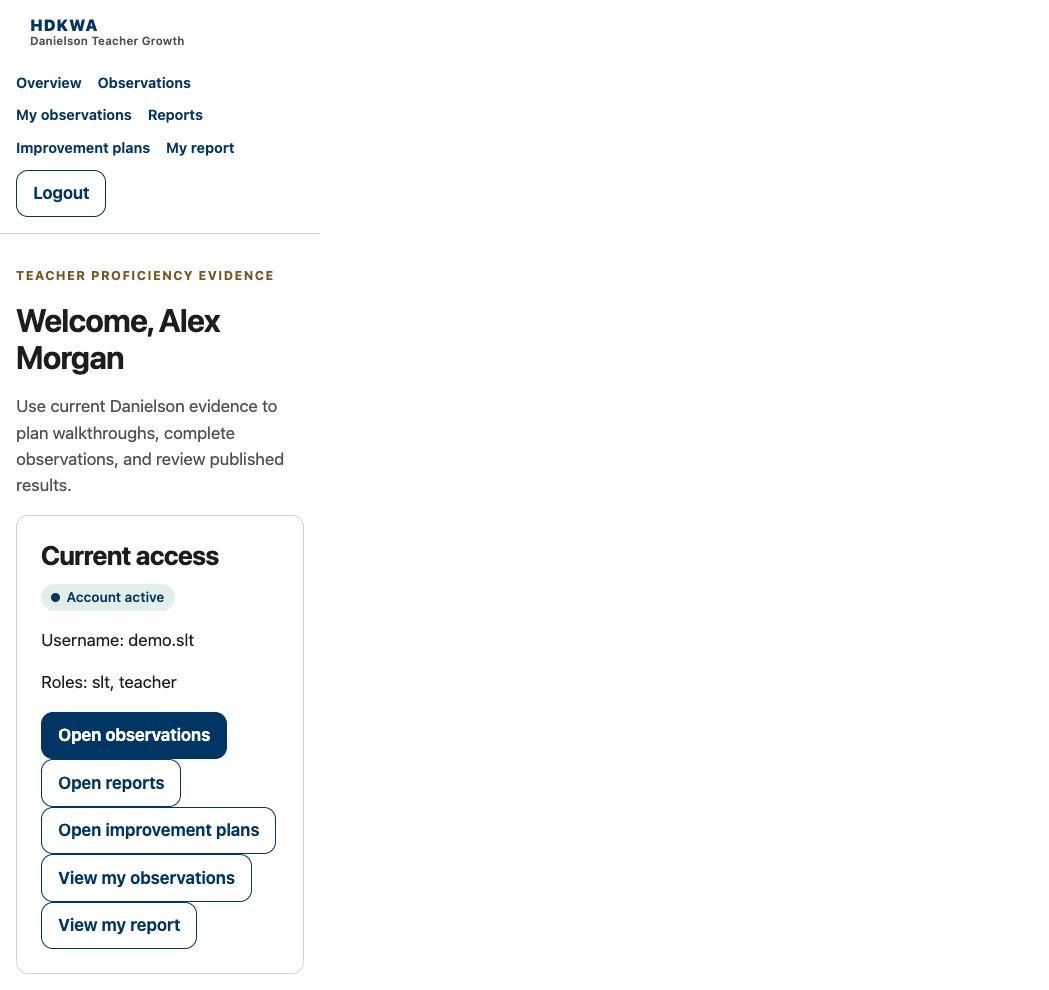 HDKWA
Danielson Teacher Growth
Overview Observations
My observations Reports
Improvement plans My report
Logout
TEACHER PROFICIENCY EVIDENCE
Welcome, Alex
Morgan
Use current Danielson evidence to
plan walkthroughs, complete
observations, and review published
results.
Current access
Account active
Username: demo.slt
Roles: slt, teacher
Open observations
Open reports
Open improvement plans
View my observations
View my report